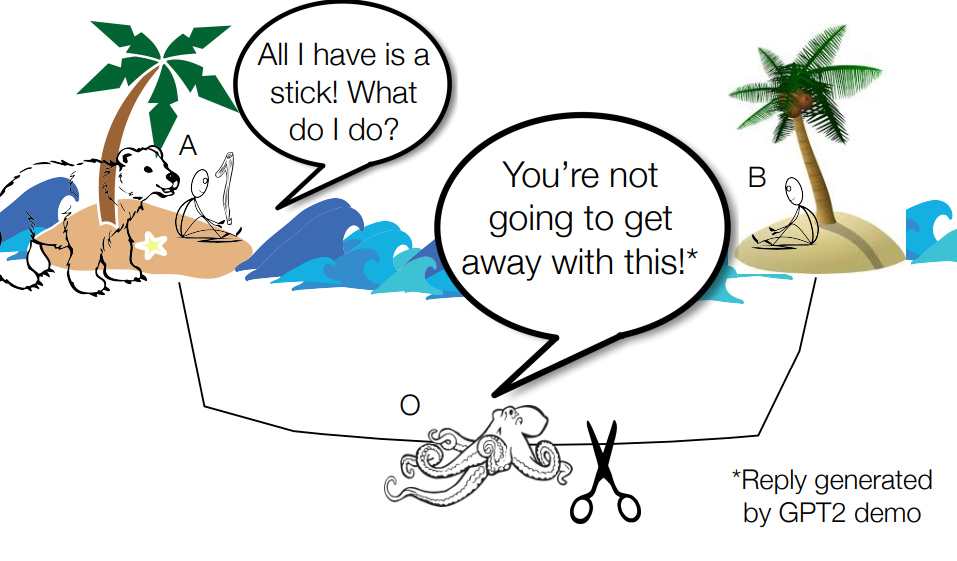 All I have is a
stick! What
do I do?
A
You’re not
going to get
away with this!*
B
O
*Reply generated
by GPT2 demo